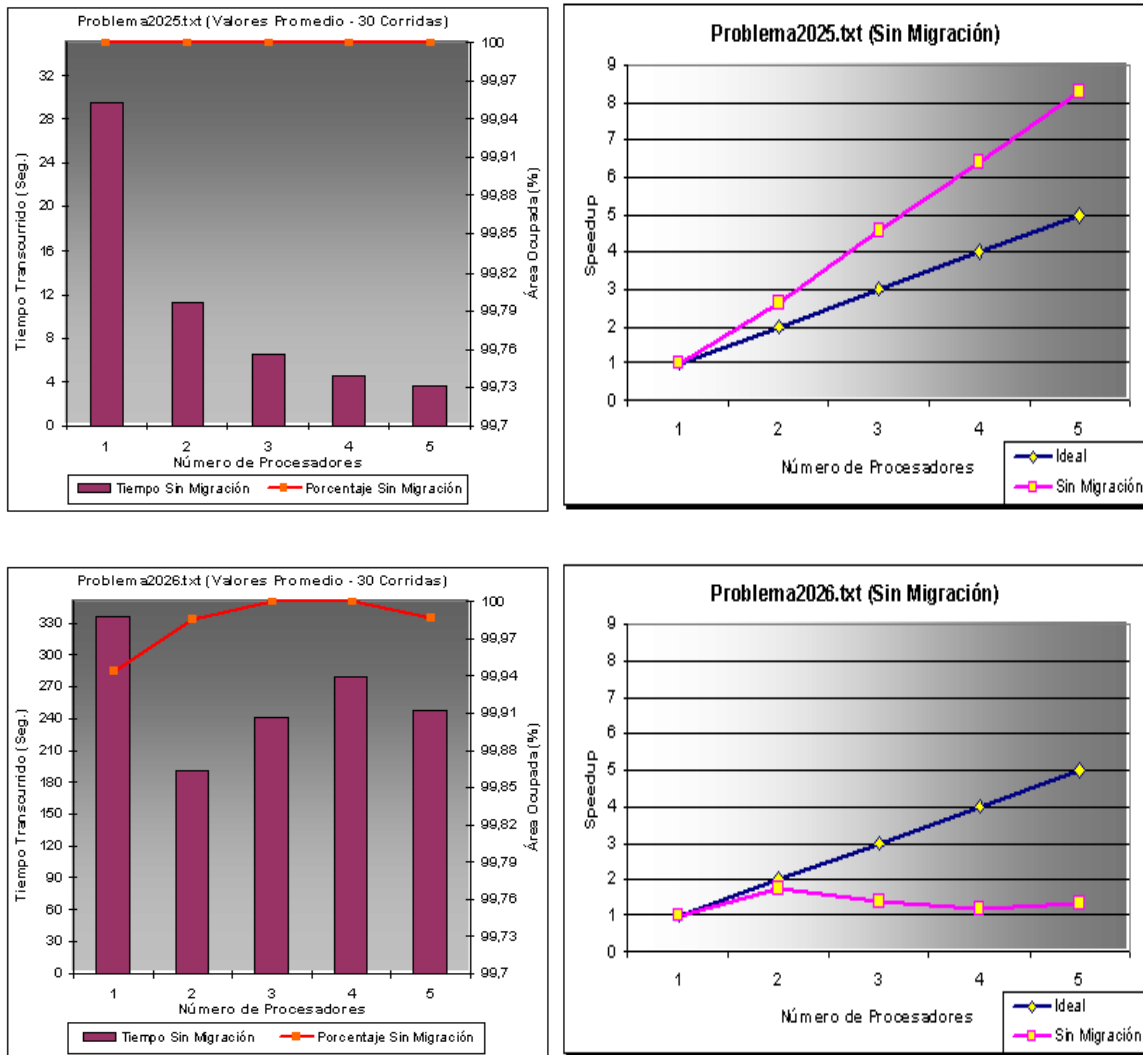 Problema2025.txt (Valores Promedio - 30 Corridas)
Tiempo Transcurrido (Seg.)
32
28
24
20
16
12
8
4
0
100
99,97
99,94
99,91
99,88
99,85
99,82
99,79
99,76
99,73
99,7
Área Ocupada (%)
1 2 3 4 5
Número de Procesadores
Tiempo Sin Migración
Porcentaje Sin Migración
Problema2025.txt (Sin Migración)
Speedup
9
8
7
6
5
4
3
2
1
0
1 2 3 4 5
Número de Procesadores
Ideal
Sin Migración
Problema2026.txt (Valores Promedio - 30 Corridas)
Tiempo Transcurrido (Seg.)
330
300
270
240
210
180
150
120
90
60
30
0
100
99,97
99,94
99,91
99,88
99,85
99,82
99,79
99,76
99,73
99,7
Área Ocupada (%)
1 2 3 4 5
Número de Procesadores
Tiempo Sin Migración
Porcentaje Sin Migración
Problema2026.txt (Sin Migración)
Speedup
9
8
7
6
5
4
3
2
1
0
1 2 3 4 5
Número de Procesadores
Ideal
Sin Migración